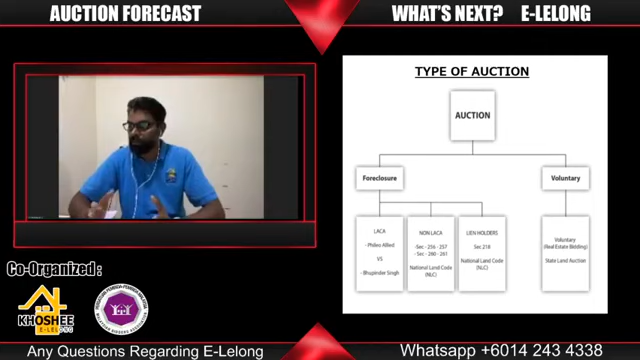 AUCTION FORECAST
WHAT'S NEXT? E-LELONG
TYPE OF AUCTION
AUCTION
Foreclosure
Voluntary
LACA
- Phileo Allied
VS
- Bhupinder Singh
NON LACA
-Sec - 256 - 257
- Sec - 260 - 261
National Land Code
(NLC)
LIEN HOLDERS
Sec 218
National Land Code
(NLC)
Voluntary
(Real Estate Bidding)
State Land Auction
Co-Organized :
KHOSHEE
E-LELONG
Any Questions Regarding E-Lelong
Whatsapp +6014 243 4338